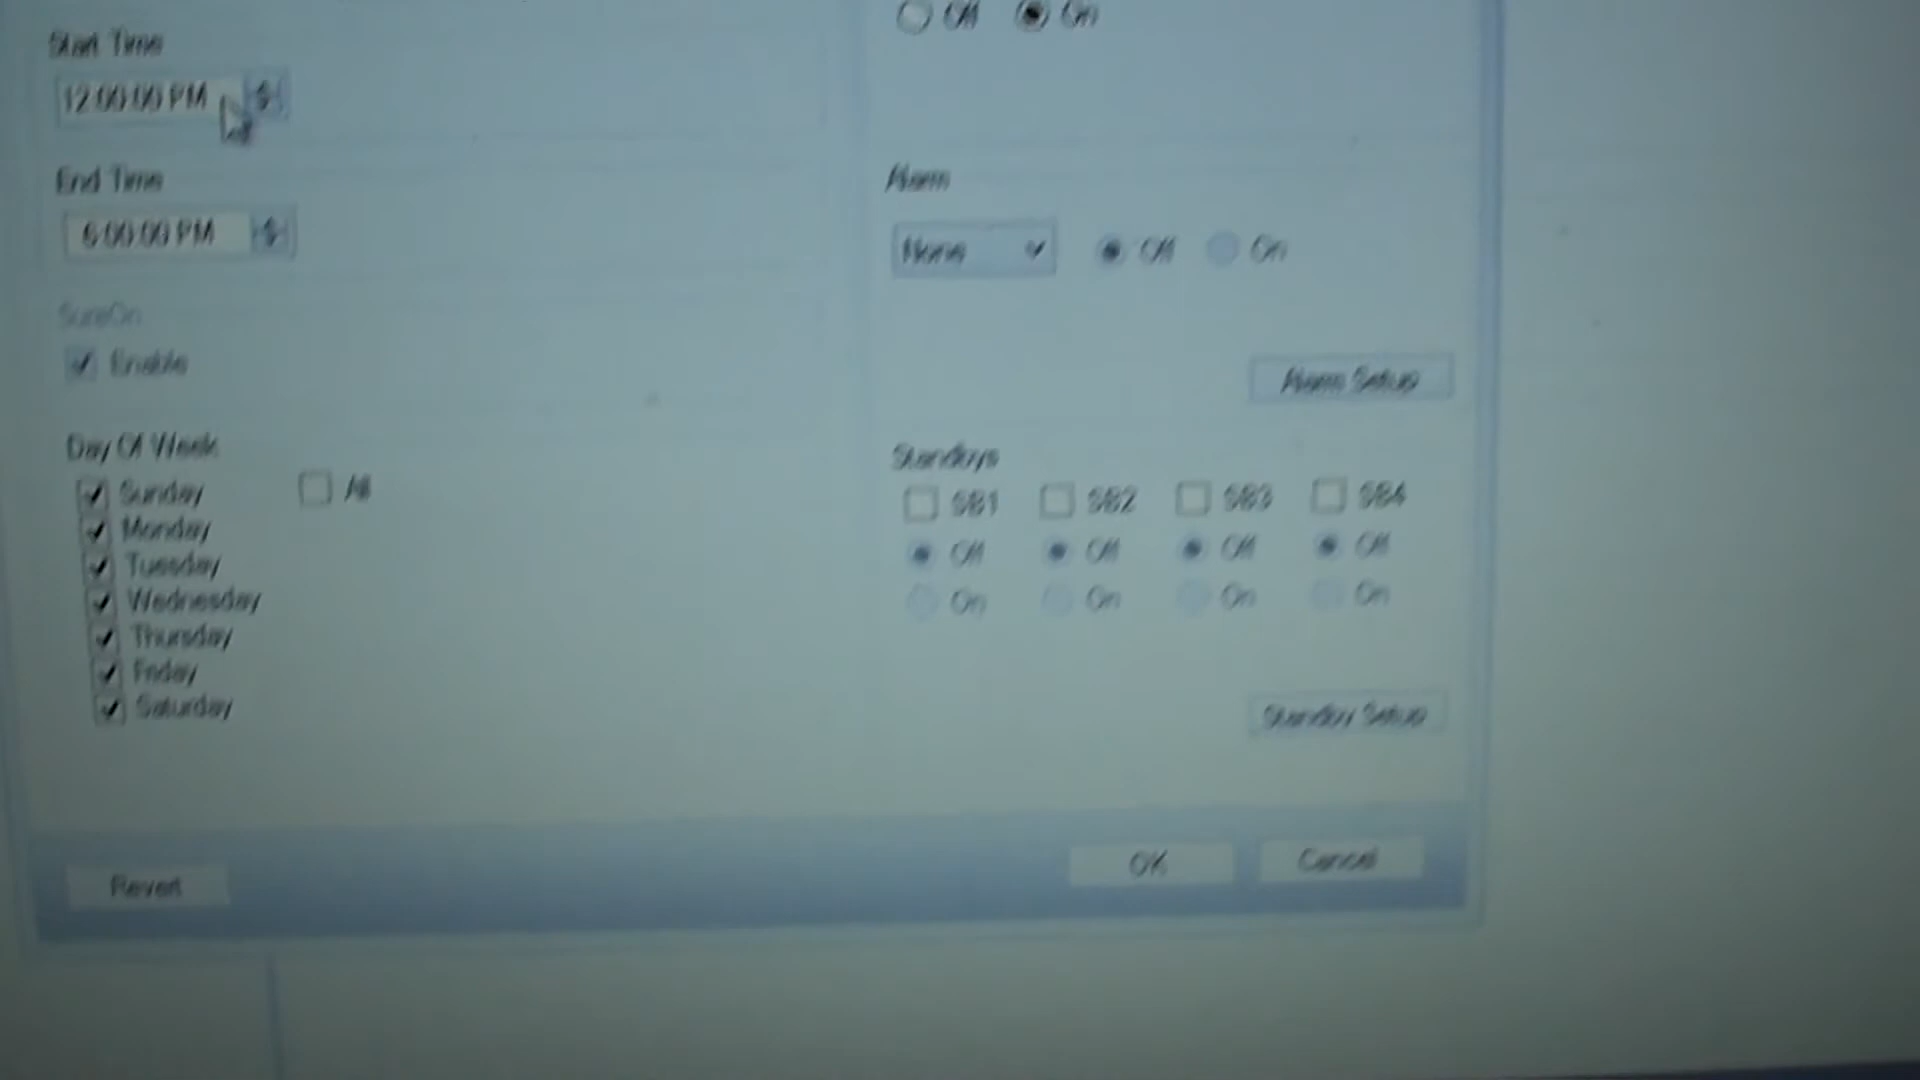 Start Time
Off On
12:00:00 PM
End Time
Alarm
6:00:00 PM
None Off On
SureOn
Enable
Alarm Setup
Day Of Week
Standbys
Sunday All
SB1 SB2 SB3 SB4
Monday
Off Off Off Off
Tuesday
Wednesday
On On On On
Thursday
Friday
Saturday
Standby Setup
OK Cancel
Revert